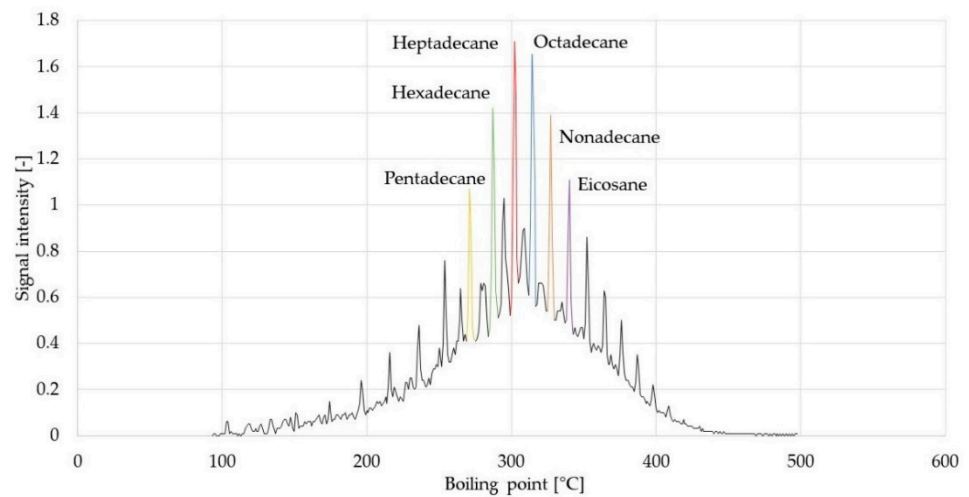 1.8
1.6
1.4
1.2
1
0.8
0.6
0.4
0.2
0
Signal intensity [-]
Heptadecane
Octadecane
Hexadecane
Nonadecane
Pentadecane
Eicosane
0 100 200 300 400 500 600
Boiling point [°C]